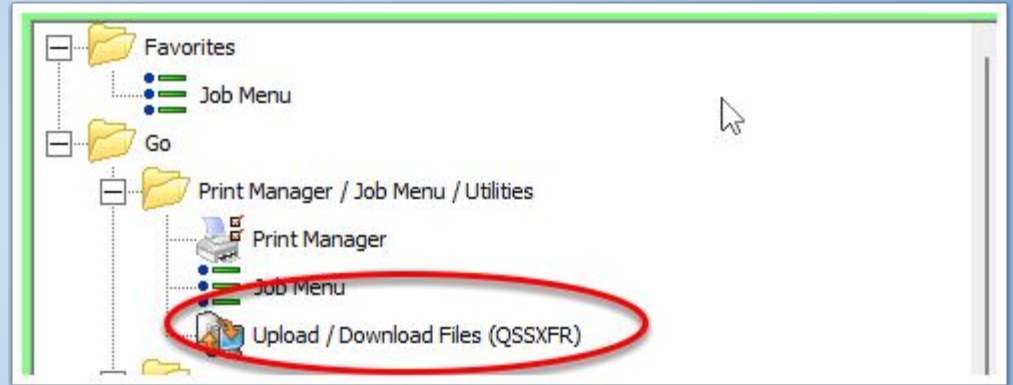 Favorites
Job Menu
Go
Print Manager / Job Menu / Utilities
Print Manager
Job Menu
Upload / Download Files (QSSXFR)